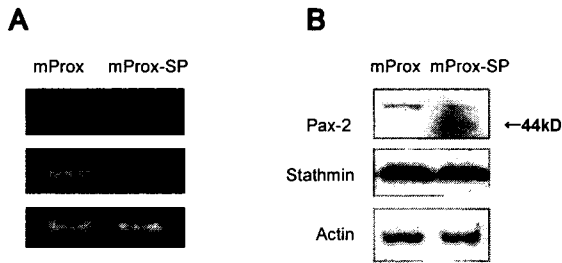 A
mProx mProx-SP
B
mProx mProx-SP
Pax-2 ←44kD
Stathmin
Actin